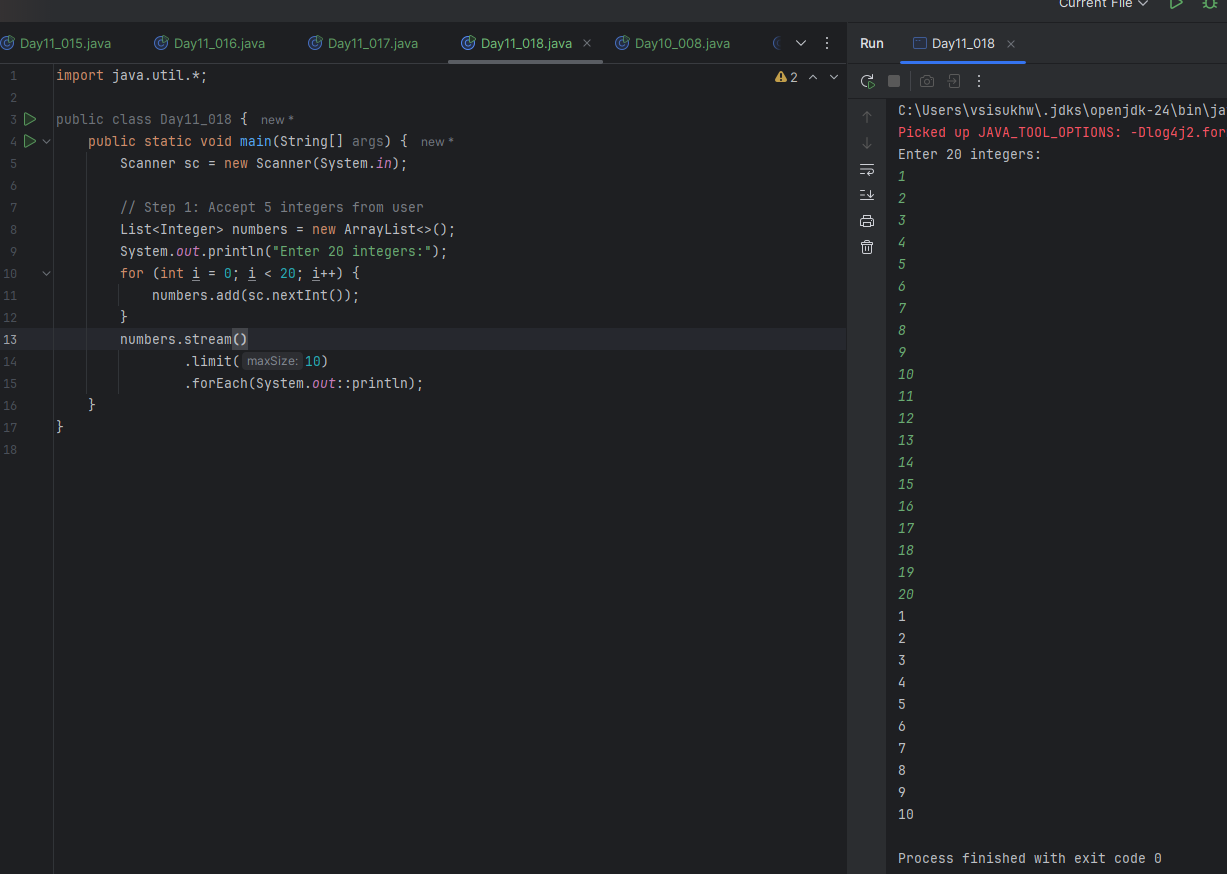 Current File
Day11_015.java Day11_016.java Day11_017.java Day11_018.java Day10_008.java
Run Day11_018
2
1 import java.util.*;
2
3 public class Day11_018 { new *
4 public static void main(String[] args) { new *
5 Scanner sc = new Scanner(System.in);
6
7 // Step 1: Accept 5 integers from user
8 List<Integer> numbers = new ArrayList<>();
9 System.out.println("Enter 20 integers:");
10 for (int i = 0; i < 20; i++) {
11 numbers.add(sc.nextInt());
12 }
13 numbers.stream()
14 .limit( maxSize: 10)
15 .forEach(System.out::println);
16 }
17 }
18
C:\Users\vsisukhw\.jdks\openjdk-24\bin\ja
Picked up JAVA_TOOL_OPTIONS: -Dlog4j2.for
Enter 20 integers:
1
2
3
4
5
6
7
8
9
10
11
12
13
14
15
16
17
18
19
20
1
2
3
4
5
6
7
8
9
10
Process finished with exit code 0